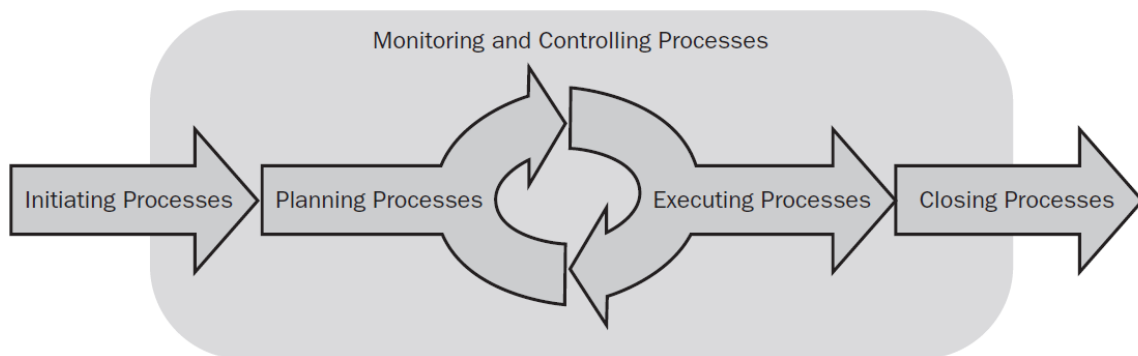 Monitoring and Controlling Processes
Initiating Processes
Planning Processes
Executing Processes
Closing Processes